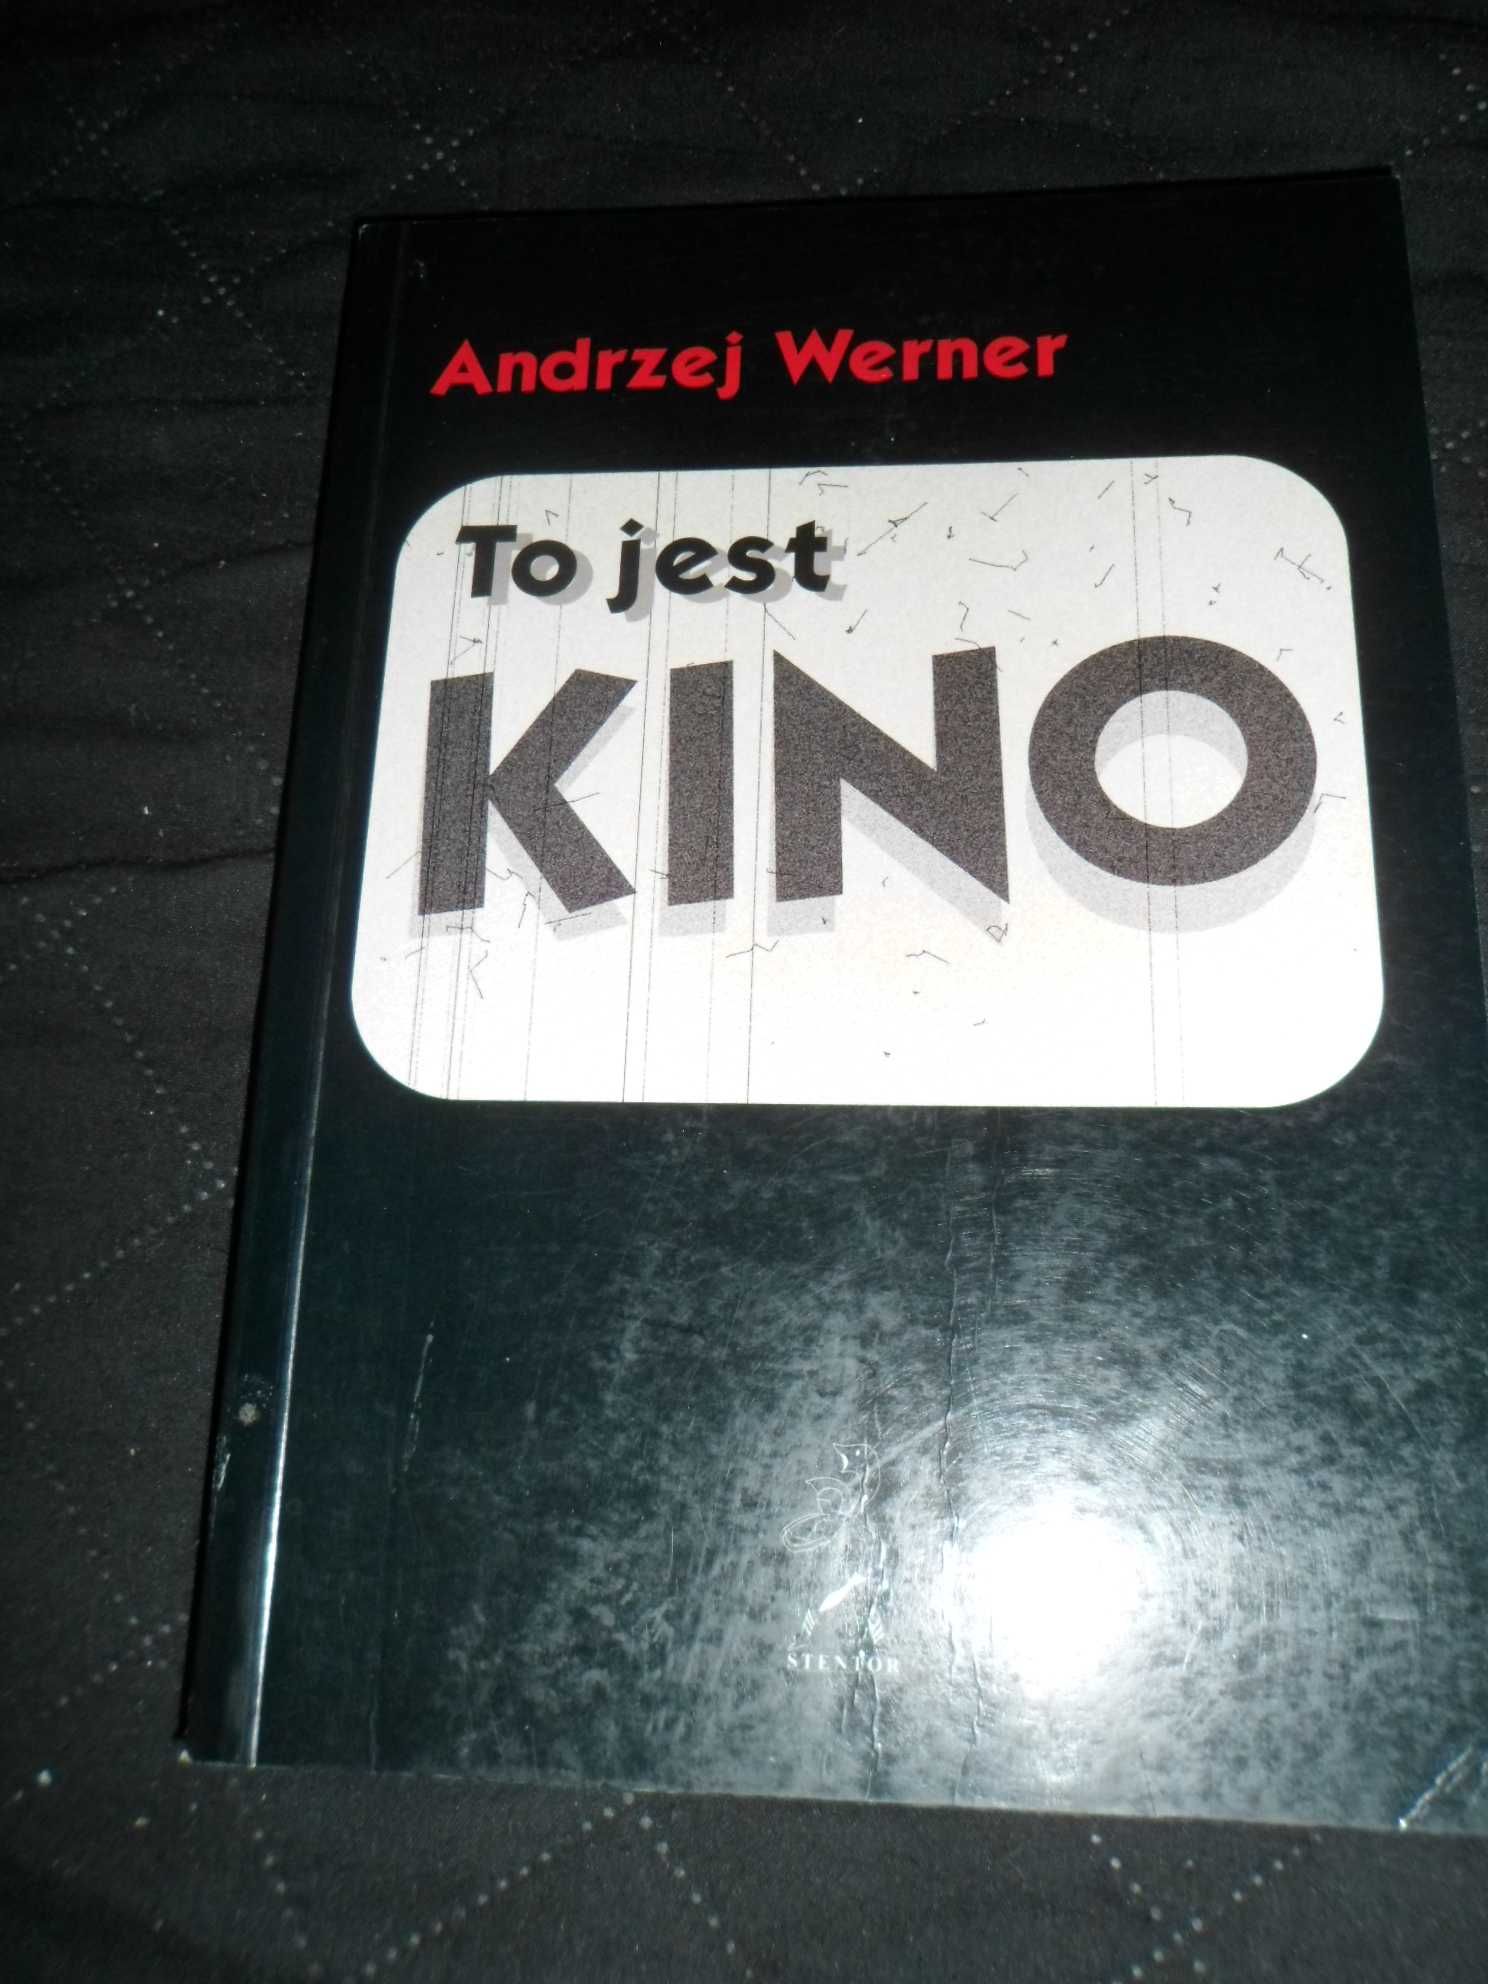 Andrzej Werner
To jest
KINO
STENTOR